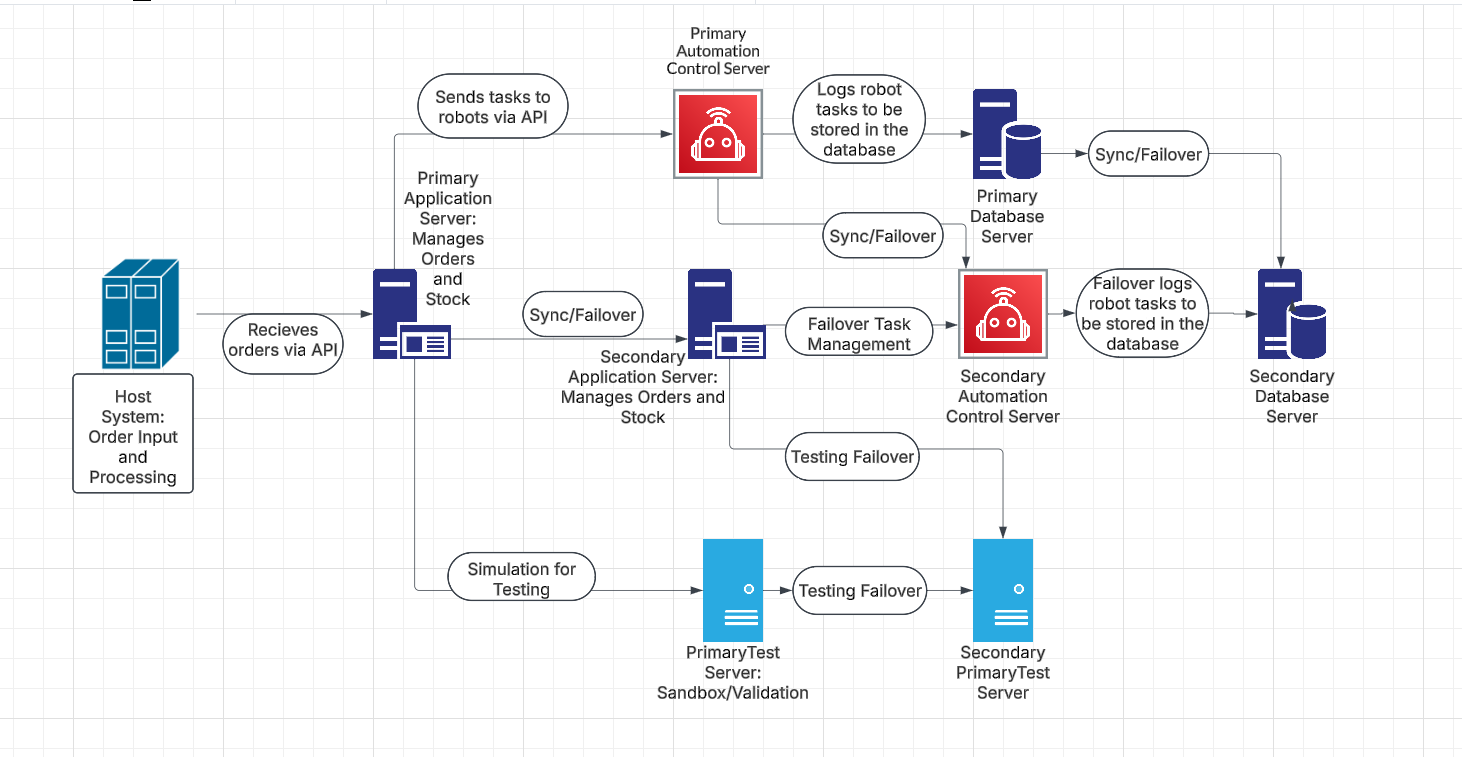 Primary
Automation
Control Server
Sends tasks to
robots via API
Logs robot
tasks to be
stored in the
database
Sync/Failover
Primary
Application
Server:
Manages
Orders
and
Stock
Primary
Database
Server
Sync/Failover
Recieves
orders via API
Sync/Failover
Failover Task
Management
Failover logs
robot tasks to
be stored in the
database
Host
System:
Order Input
and
Processing
Secondary
Application Server:
Manages Orders and
Stock
Secondary
Automation
Control Server
Secondary
Database
Server
Testing Failover
Simulation for
Testing
Testing Failover
PrimaryTest
Server:
Sandbox/Validation
Secondary
PrimaryTest
Server